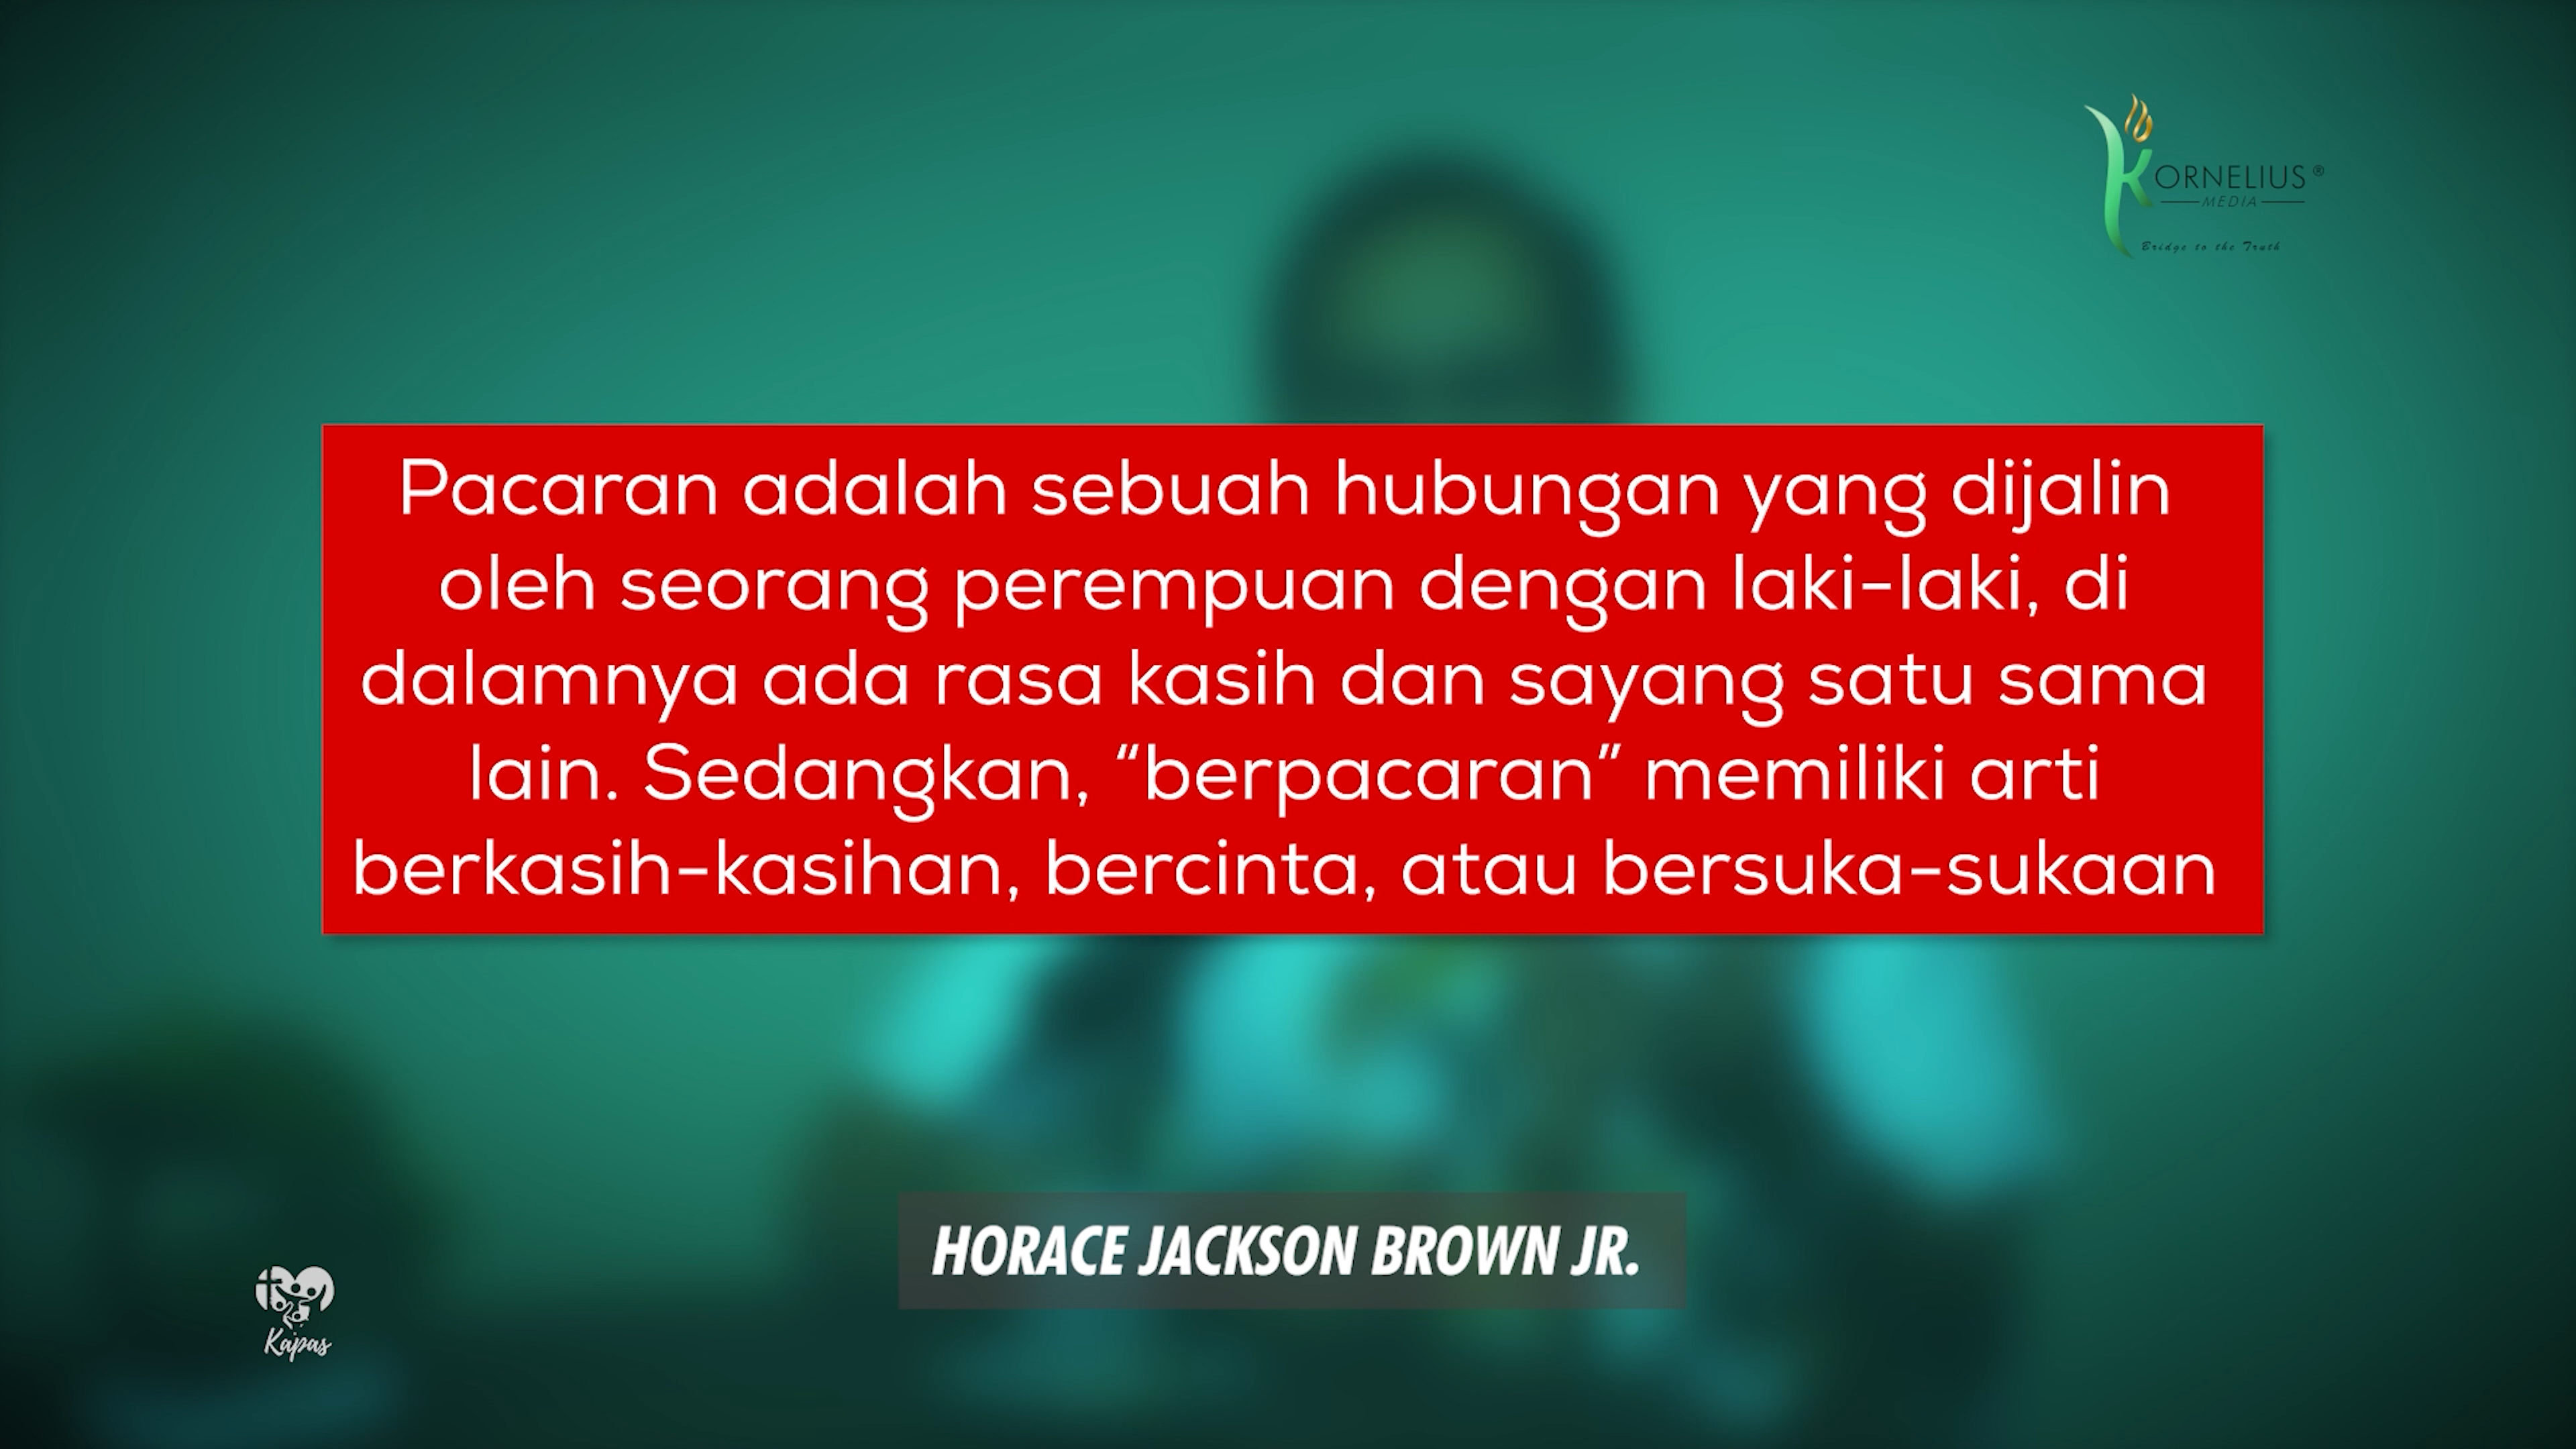 KORNELIUS ®
MEDIA
Bridge to the Truth
Pacaran adalah sebuah hubungan yang dijalin
oleh seorang perempuan dengan laki-laki, di
dalamnya ada rasa kasih dan sayang satu sama
lain. Sedangkan, “berpacaran” memiliki arti
berkasih-kasihan, bercinta, atau bersuka-sukaan
HORACE JACKSON BROWN JR.
Kapas